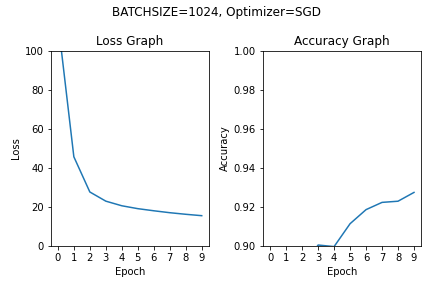 BATCHSIZE=1024, Optimizer=SGD
Loss Graph
100
80
60
40
20
0
Loss
0 1 2 3 4 5 6 7 8 9
Epoch
Accuracy Graph
1.00
0.98
0.96
0.94
0.92
0.90
Accuracy
0 1 2 3 4 5 6 7 8 9
Epoch